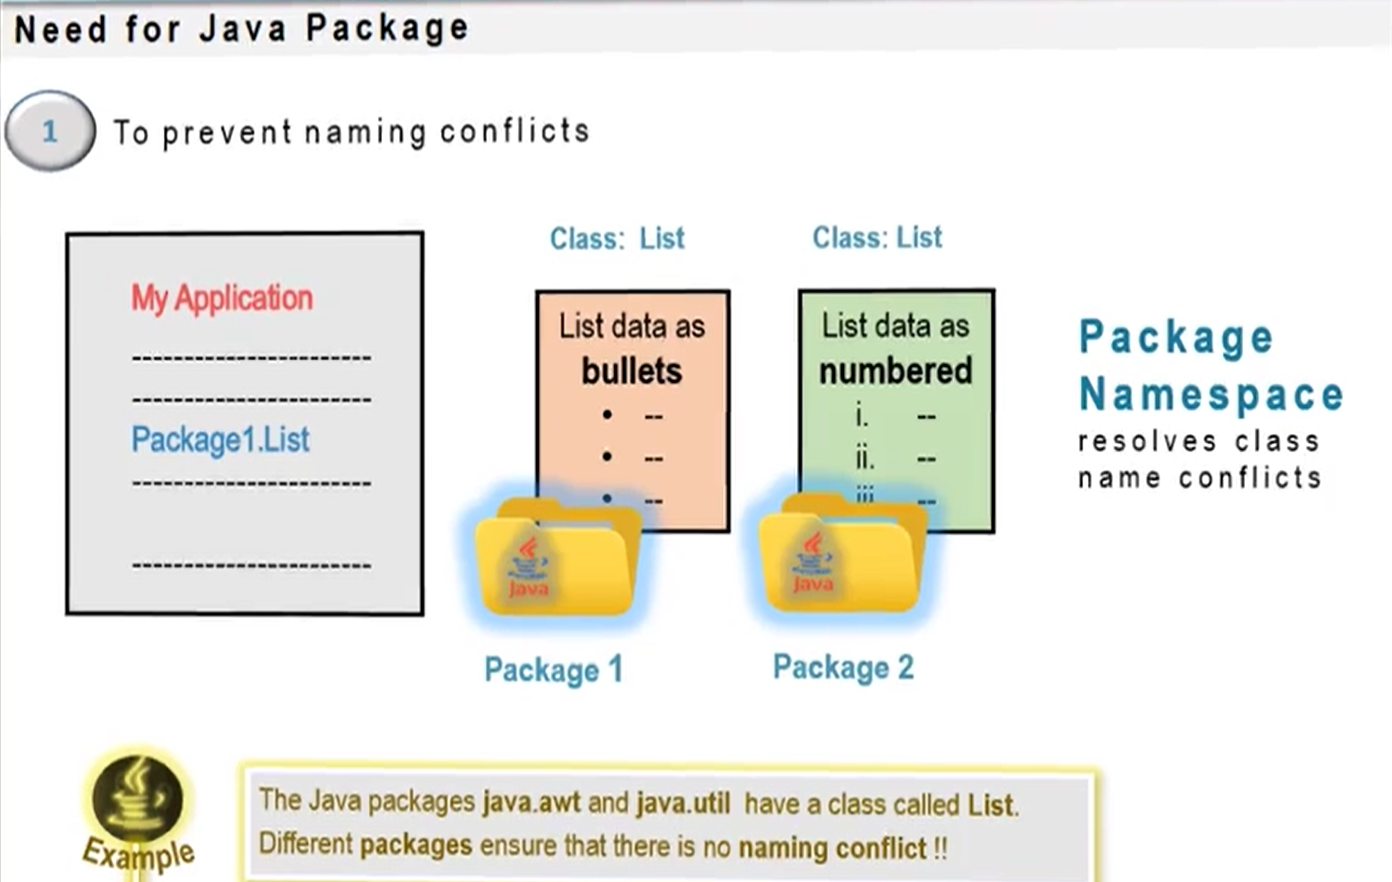 Need for Java Package
1
To prevent naming conflicts
My Application
-----------------------
-----------------------
Package1.List
-----------------------
-----------------------
Class: List
List data as
bullets
• --
• --
• --
Java
Package 1
Class: List
List data as
numbered
i. --
ii. --
iii --
Java
Package 2
Package
Namespace
resolves class
name conflicts
Example
The Java packages java.awt and java.util have a class called List.
Different packages ensure that there is no naming conflict !!